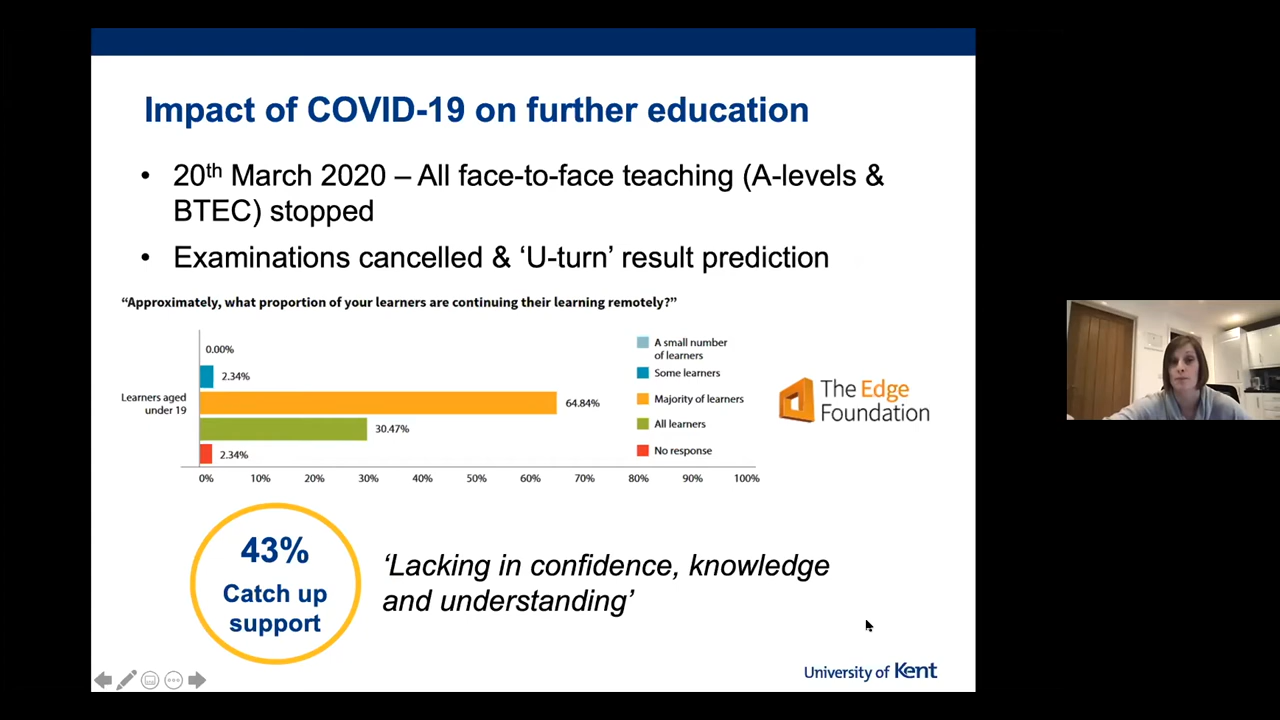 Impact of COVID-19 on further education
• 20th March 2020 – All face-to-face teaching (A-levels &
BTEC) stopped
• Examinations cancelled & ‘U-turn’ result prediction
“Approximately, what proportion of your learners are continuing their learning remotely?”
Learners aged
under 19
0.00%
2.34%
64.84%
30.47%
2.34%
0% 10% 20% 30% 40% 50% 60% 70% 80% 90% 100%
A small number
of learners
Some learners
Majority of learners
All learners
No response
The Edge
Foundation
43%
Catch up
support
‘Lacking in confidence, knowledge
and understanding’
University of Kent